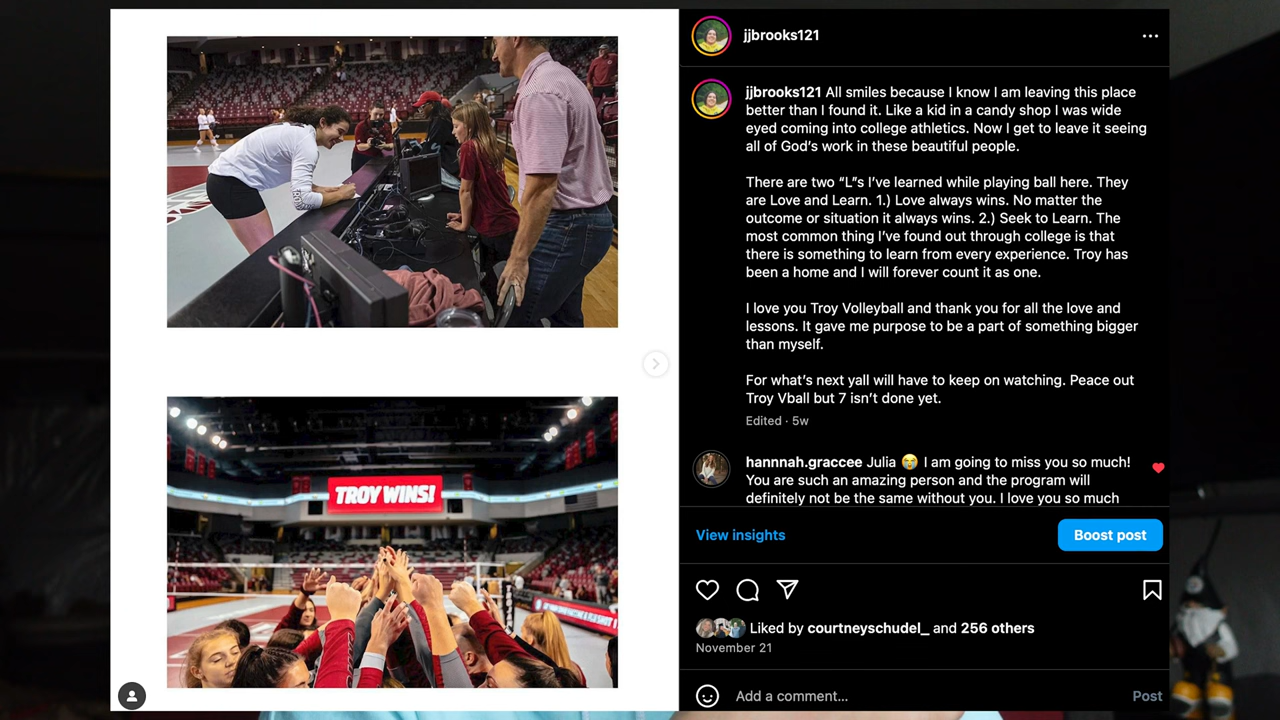 jjbrooks121
jjbrooks121 All smiles because I know I am leaving this place
better than I found it. Like a kid in a candy shop I was wide
eyed coming into college athletics. Now I get to leave it seeing
all of God's work in these beautiful people.
There are two “L”s I've learned while playing ball here. They
are Love and Learn. 1.) Love always wins. No matter the
outcome or situation it always wins. 2.) Seek to Learn. The
most common thing I've found out through college is that
there is something to learn from every experience. Troy has
been a home and I will forever count it as one.
I love you Troy Volleyball and thank you for all the love and
lessons. It gave me purpose to be a part of something bigger
than myself.
For what's next yall will have to keep on watching. Peace out
Troy Vball but 7 isn't done yet.
Edited · 5w
hannnah.graccee Julia 😭 I am going to miss you so much!
You are such an amazing person and the program will
definitely not be the same without you. I love you so much
View insights
Boost post
Liked by courtneyschudel_ and 256 others
November 21
Add a comment...
Post
TROY WINS!